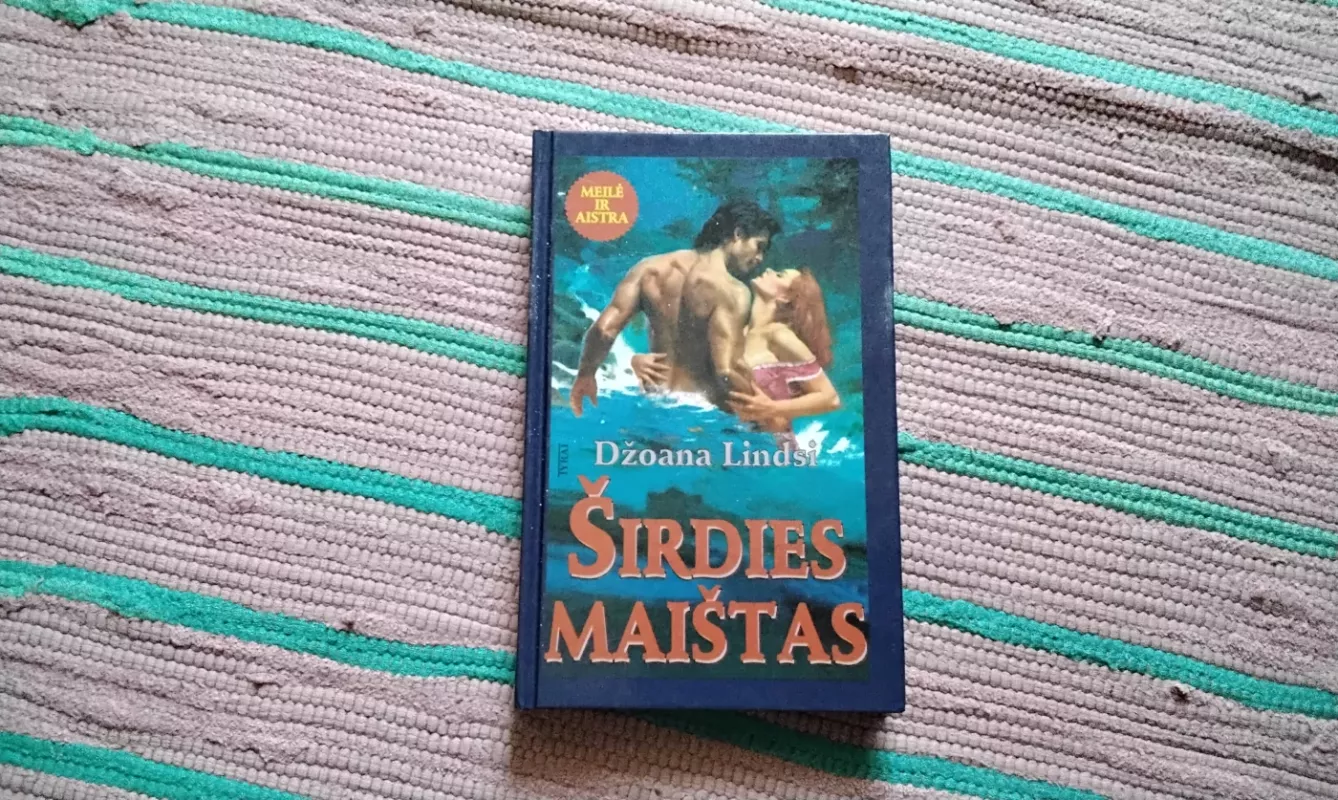 MEILĖ
IR
AISTRA
Džoana Lindsi
ŠIRDIES
MAIŠTAS